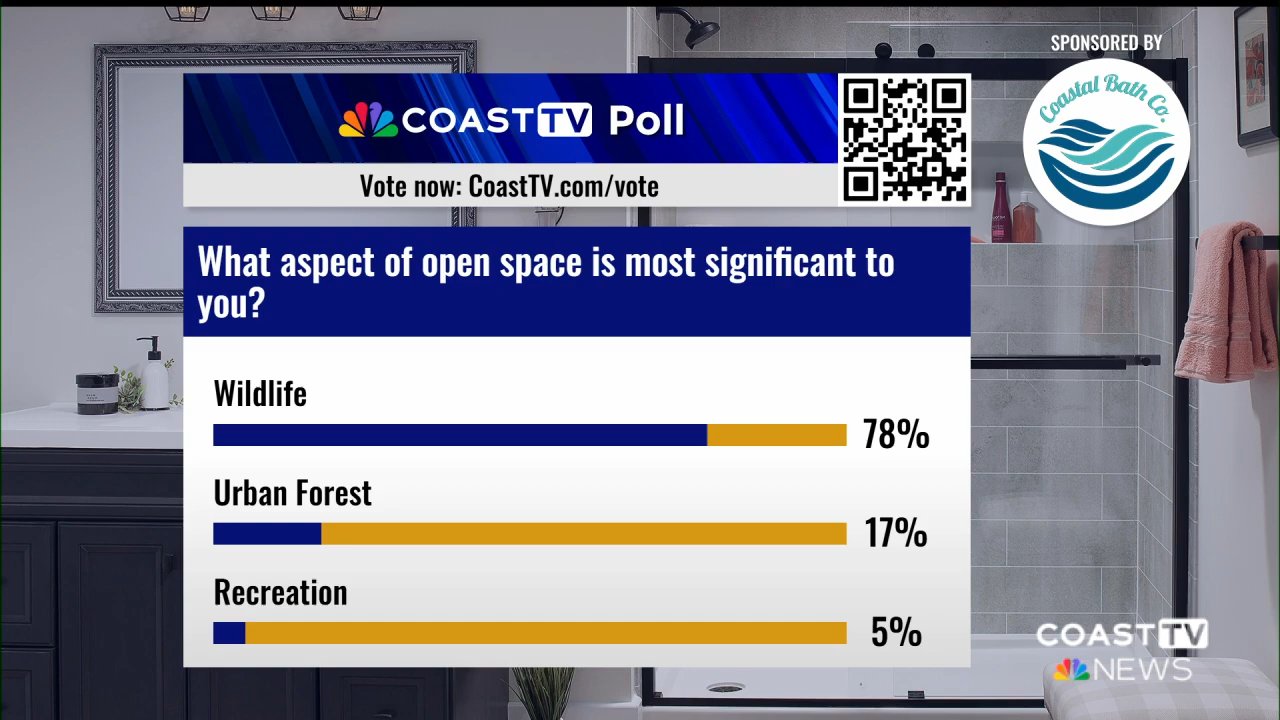 SPONSORED BY
Coastal Bath Co.
COAST TV Poll
Vote now: CoastTV.com/vote
What aspect of open space is most significant to
you?
Wildlife
78%
Urban Forest
17%
Recreation
5%
COAST TV
NEWS